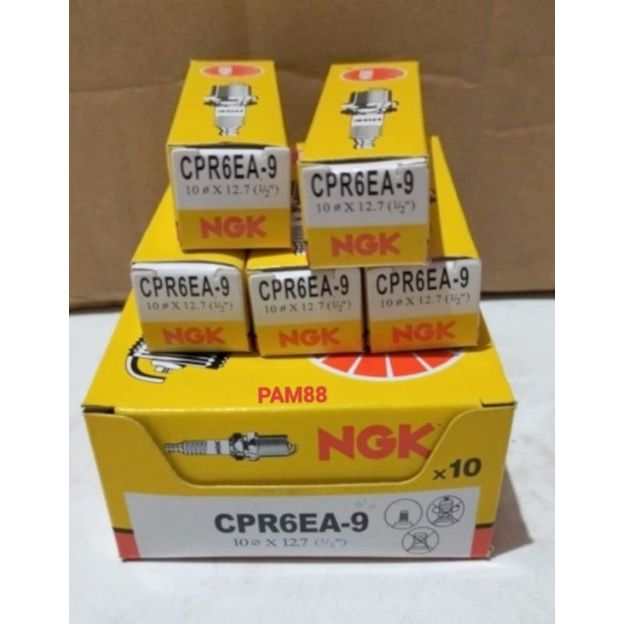 CPR6EA-9
10 ø X 12.7 (1/2")
NGK
CPR6EA-9
10 ø X 12.7 (1/2")
NGK
CPR6EA-9
10 ø X 12.7 (1/2")
NGK
CPR6EA-9
10 ø X 12.7 (1/2")
NGK
CPR6EA-9
10 ø X 12.7 (1/2")
NGK
PAM88
NGK
x10
CPR6EA-9
10 ø X 12.7 (1/2")